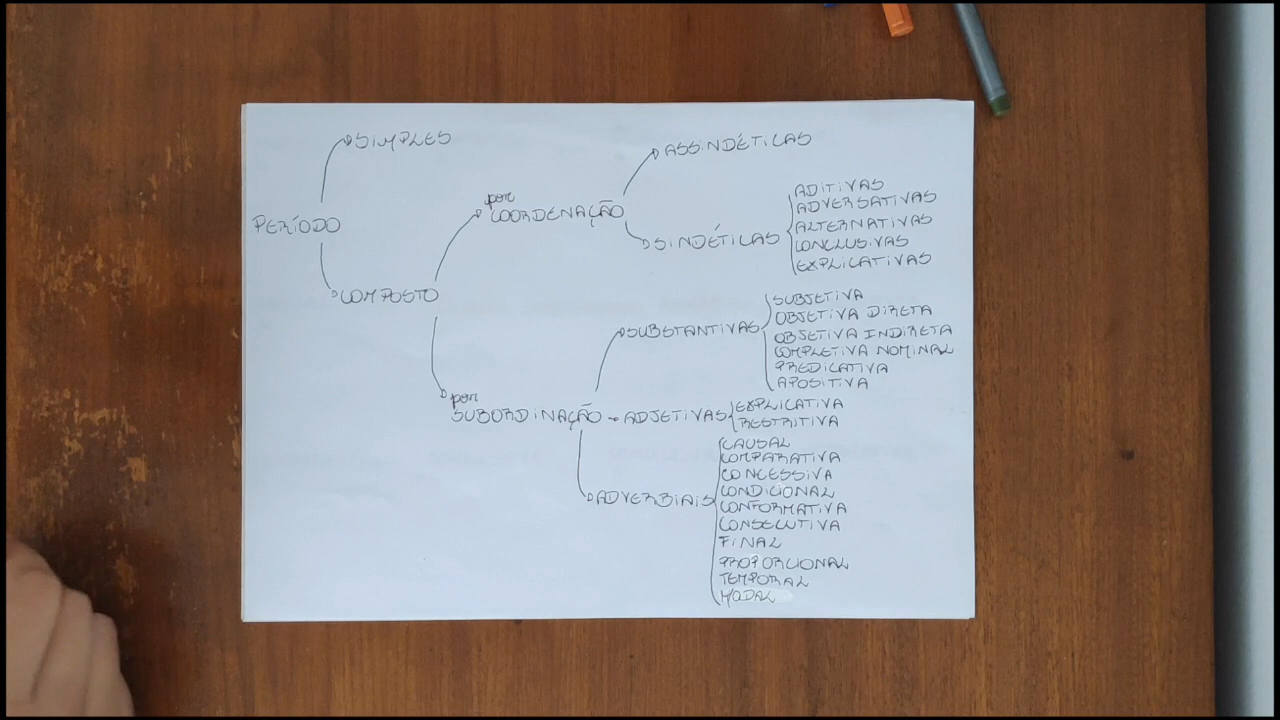 SIMPLES
PERÍODO
COMPOSTO
por
COORDENAÇÃO
ASSINDÉTICAS
SINDÉTICAS
ADITIVAS
ADVERSATIVAS
ALTERNATIVAS
CONCLUSIVAS
EXPLICATIVAS
por
SUBORDINAÇÃO
SUBSTANTIVAS
SUBJETIVA
OBJETIVA DIRETA
OBJETIVA INDIRETA
COMPLETIVA NOMINAL
PREDICATIVA
APOSITIVA
ADJETIVAS
EXPLICATIVA
RESTRITIVA
ADVERBIAIS
CAUSAL
COMPARATIVA
CONCESSIVA
CONDICIONAL
CONFORMATIVA
CONSECUTIVA
FINAL
PROPORCIONAL
TEMPORAL
MODAL